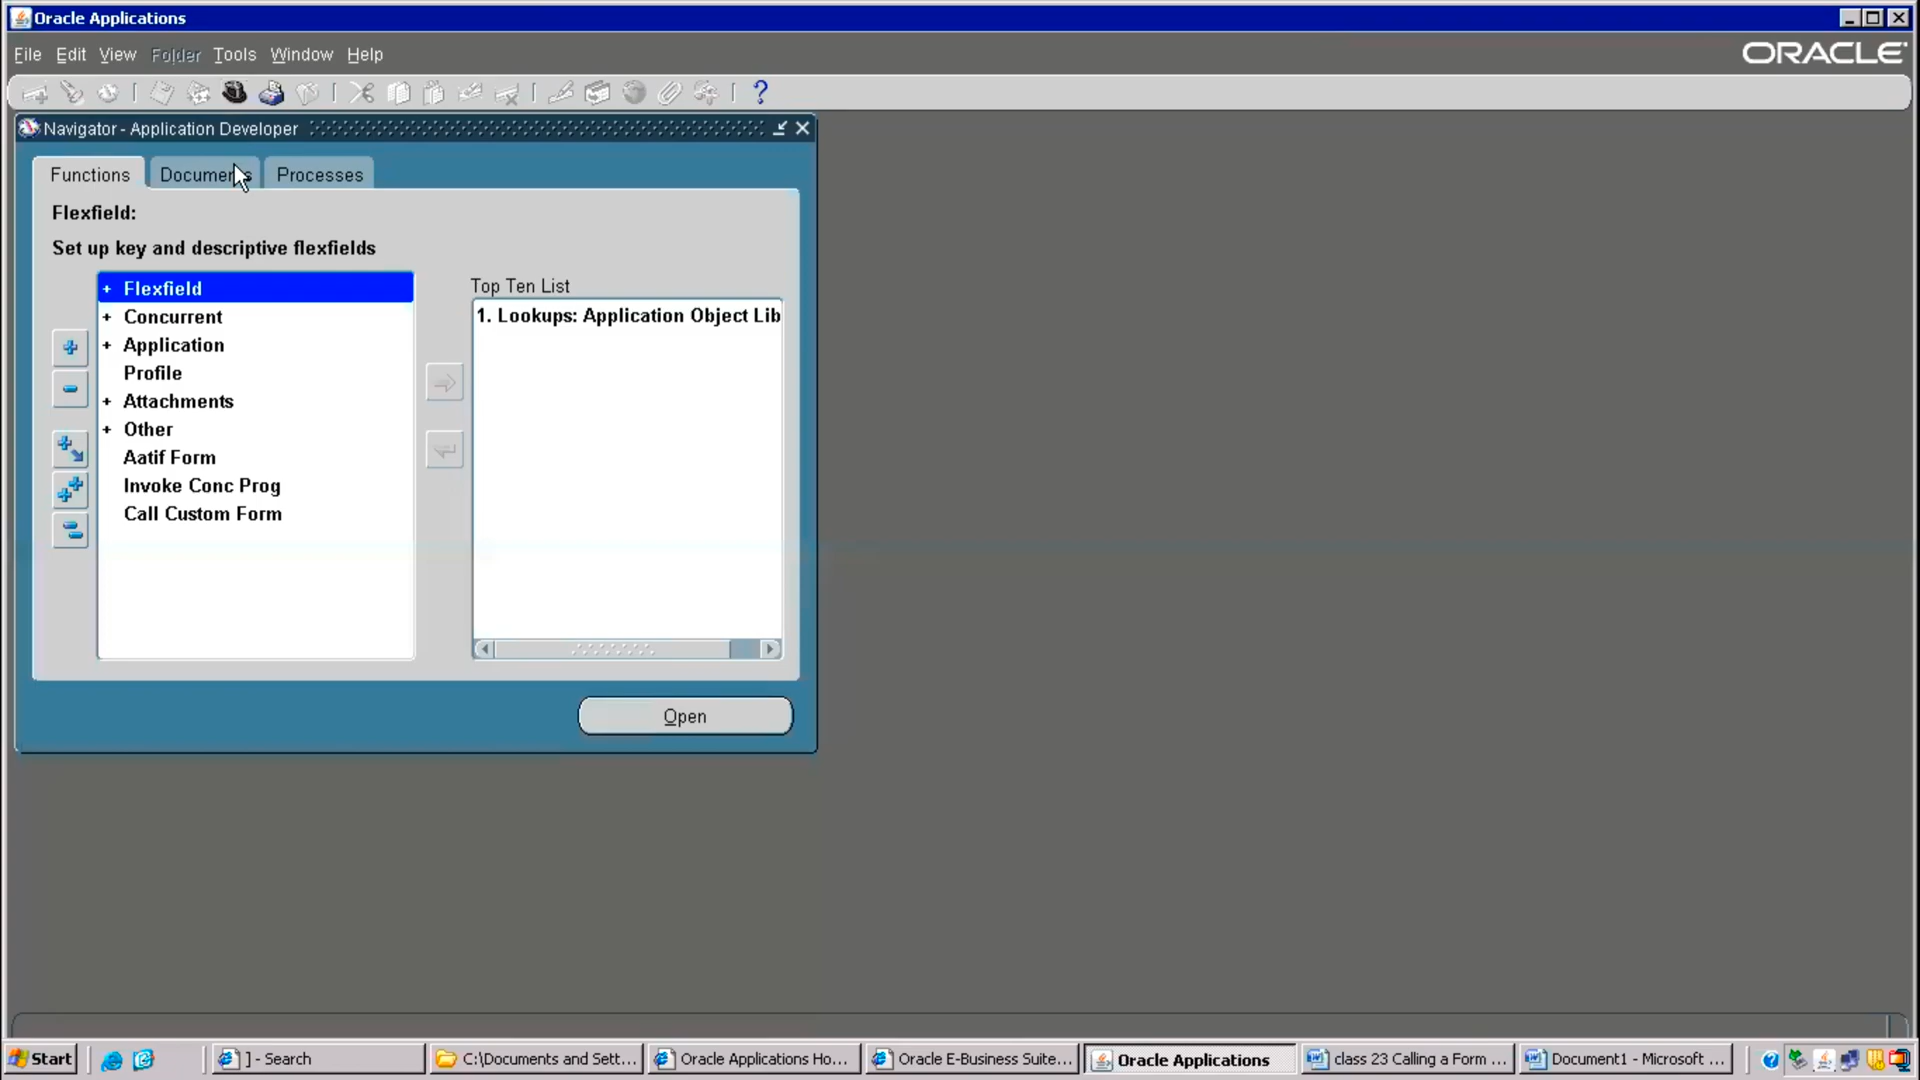 Oracle Applications
File Edit View Folder Tools Window Help
ORACLE
Navigator - Application Developer
Functions Documents Processes
Flexfield:
Set up key and descriptive flexfields
+ Flexfield
+ Concurrent
+ Application
Profile
+ Attachments
+ Other
Aatif Form
Invoke Conc Prog
Call Custom Form
Top Ten List
1. Lookups: Application Object Lib
Open
Start ] - Search C:\Documents and Sett... Oracle Applications Ho... Oracle E-Business Suite... Oracle Applications class 23 Calling a Form ... Document1 - Microsoft ...